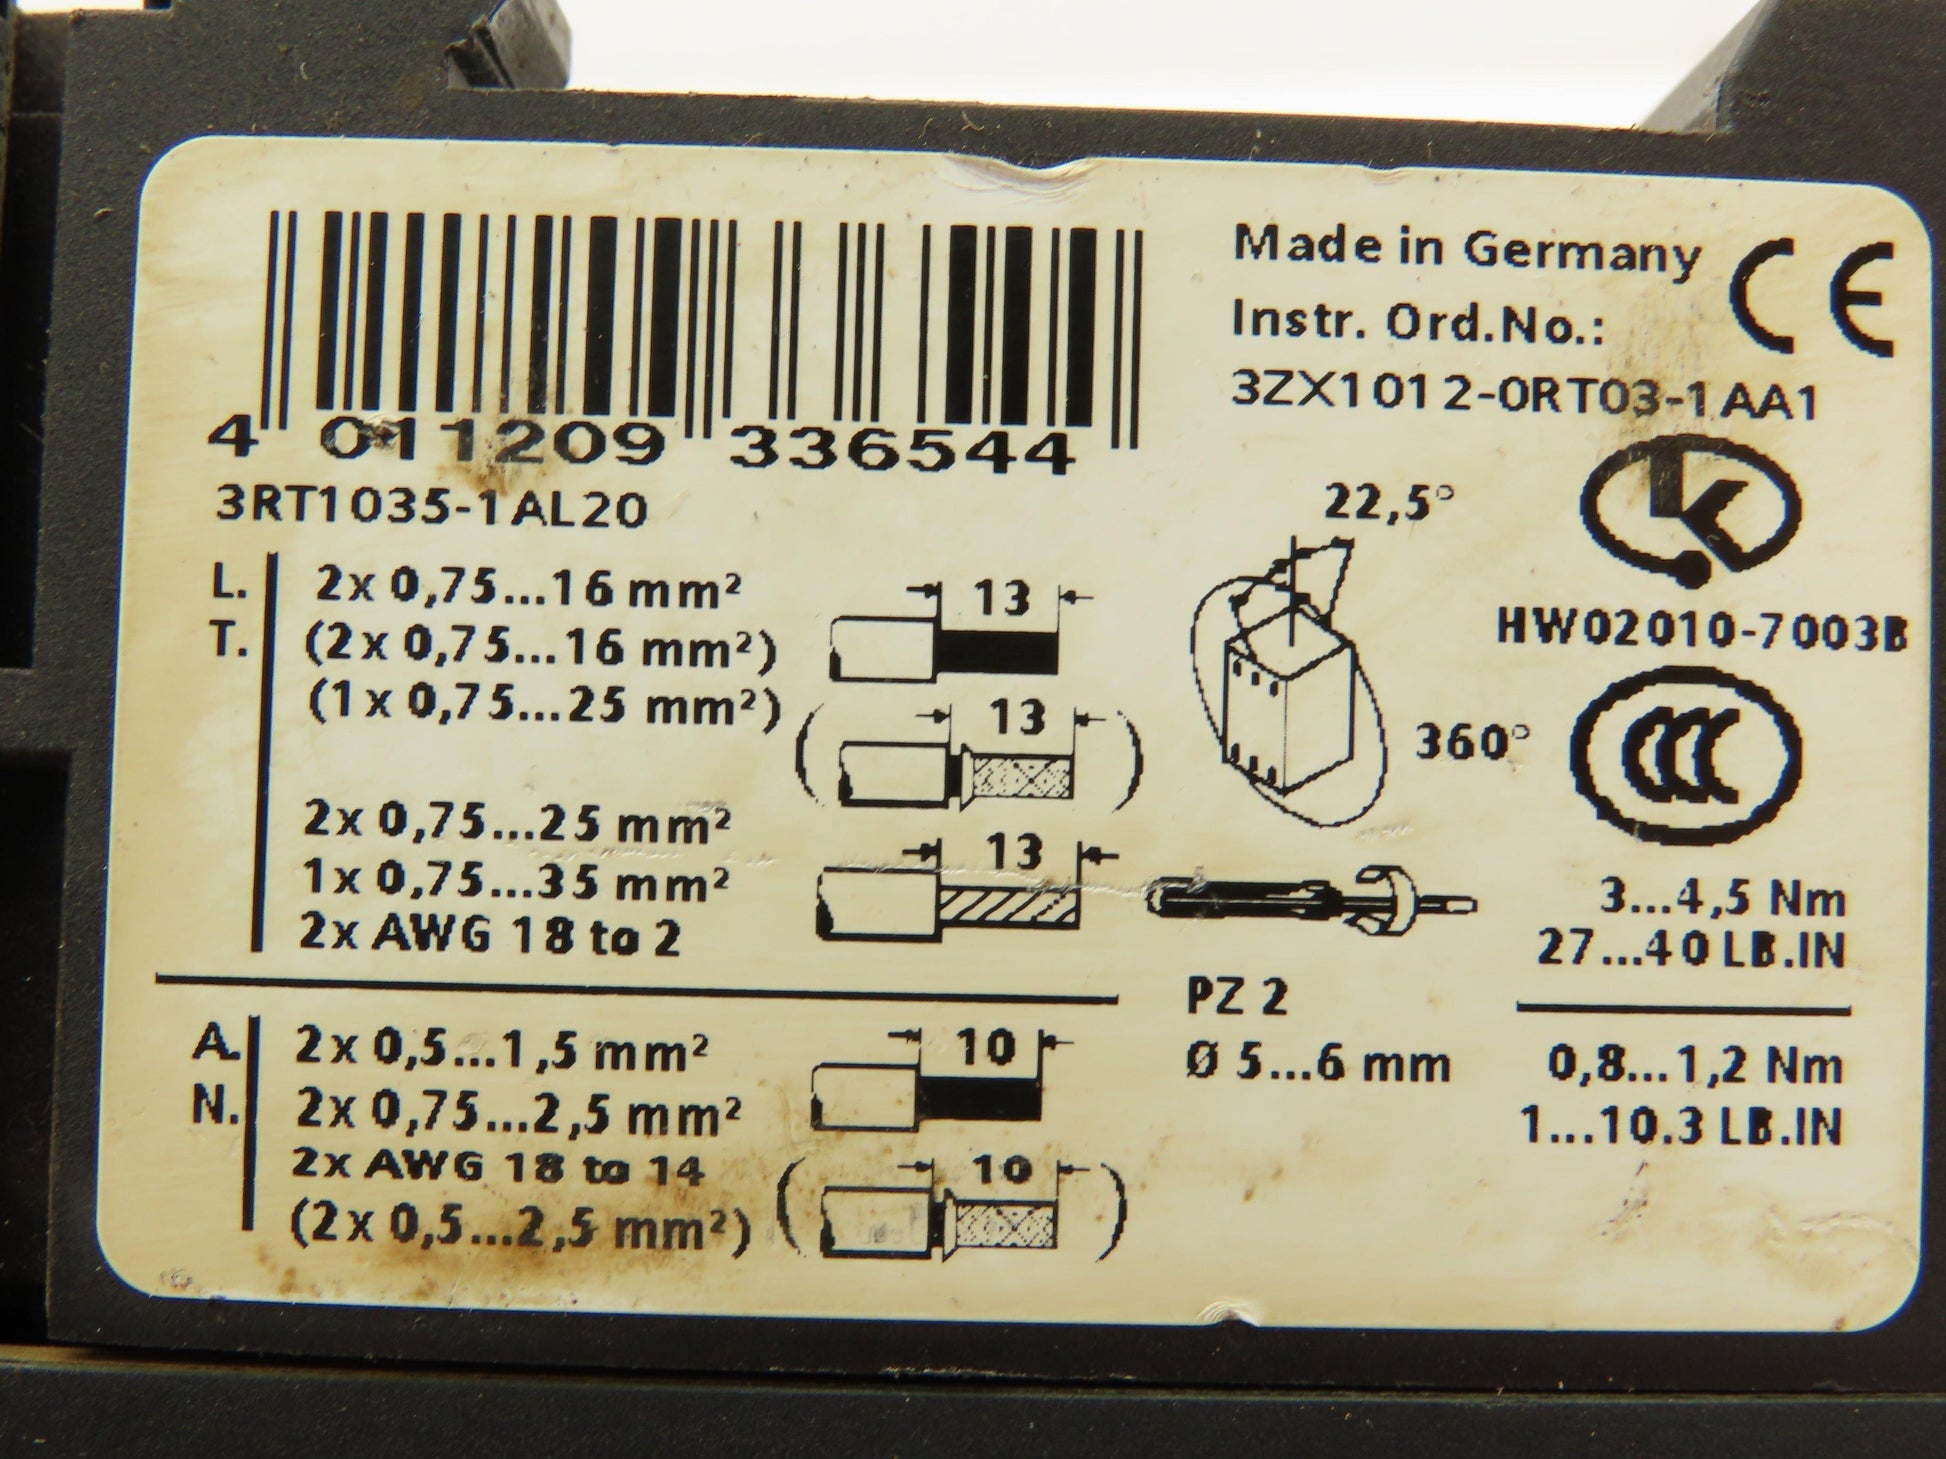 4 011209 336544
3RT1035-1AL20
Made in Germany CE
Instr. Ord.No.:
3ZX1012-0RT03-1AA1
22,5°
360°
HW02010-7003B
CCC
L.
T.
2x 0,75...16 mm²
(2x 0,75...16 mm²)
(1x 0,75...25 mm²)
2x 0,75...25 mm²
1x 0,75...35 mm²
2x AWG 18 to 2
13
13
13
3...4,5 Nm
27...40 LB.IN
PZ 2
Ø 5...6 mm
0,8...1,2 Nm
1...10.3 LB.IN
A.
N.
2x 0,5...1,5 mm²
2x 0,75...2,5 mm²
2x AWG 18 to 14
(2x 0,5...2,5 mm²)
10
10